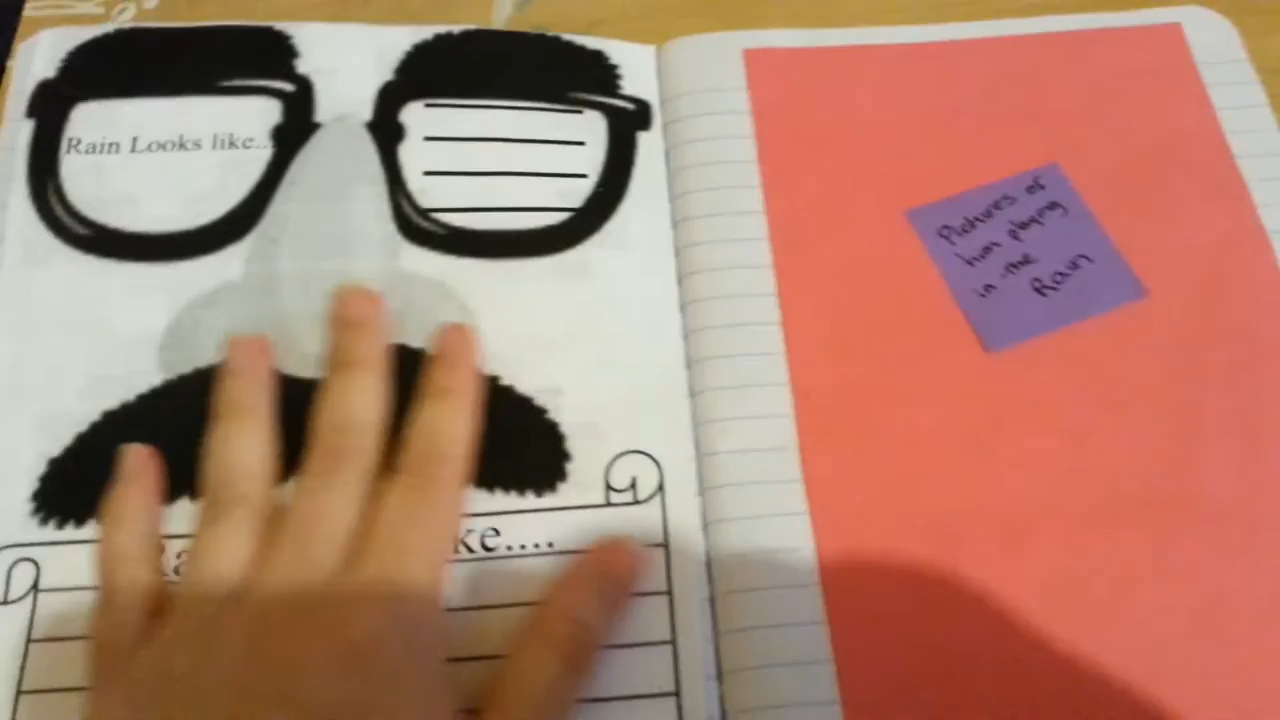 Rain Looks like...
ke....
Pictures of
him playing
in the
Rain